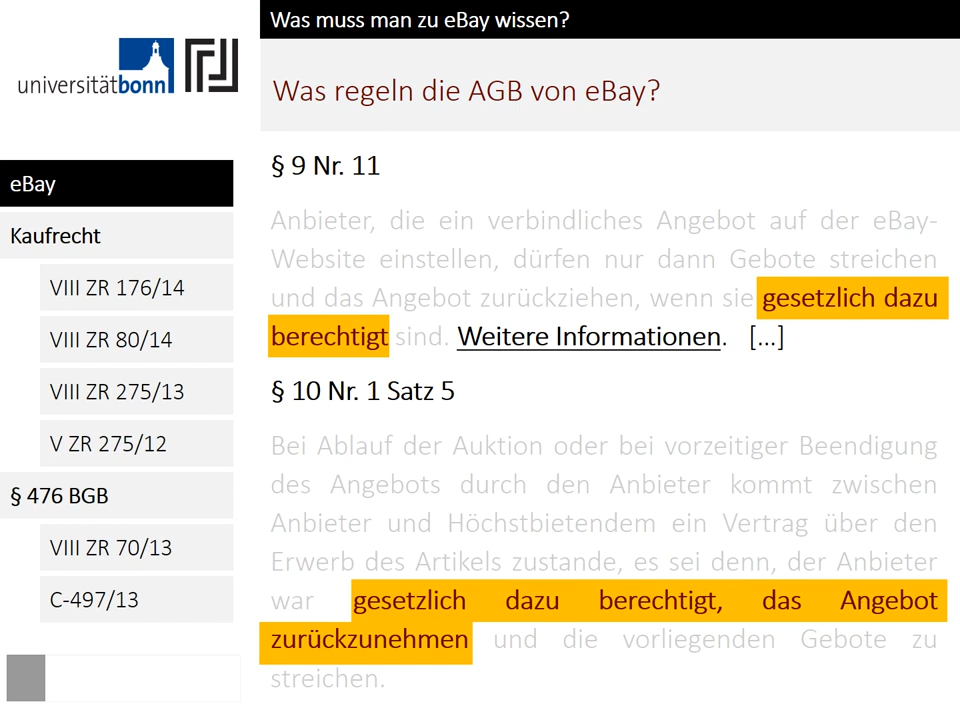 Was muss man zu eBay wissen?
universitätbonn
Was regeln die AGB von eBay?
eBay
Kaufrecht
VIII ZR 176/14
VIII ZR 80/14
VIII ZR 275/13
V ZR 275/12
§ 476 BGB
VIII ZR 70/13
C-497/13
§ 9 Nr. 11
Anbieter, die ein verbindliches Angebot auf der eBay-
Website einstellen, dürfen nur dann Gebote streichen
und das Angebot zurückziehen, wenn sie gesetzlich dazu
berechtigt sind. Weitere Informationen. [...]
§ 10 Nr. 1 Satz 5
Bei Ablauf der Auktion oder bei vorzeitiger Beendigung
des Angebots durch den Anbieter kommt zwischen
Anbieter und Höchstbietendem ein Vertrag über den
Erwerb des Artikels zustande, es sei denn, der Anbieter
war gesetzlich dazu berechtigt, das Angebot
zurückzunehmen und die vorliegenden Gebote zu
streichen.